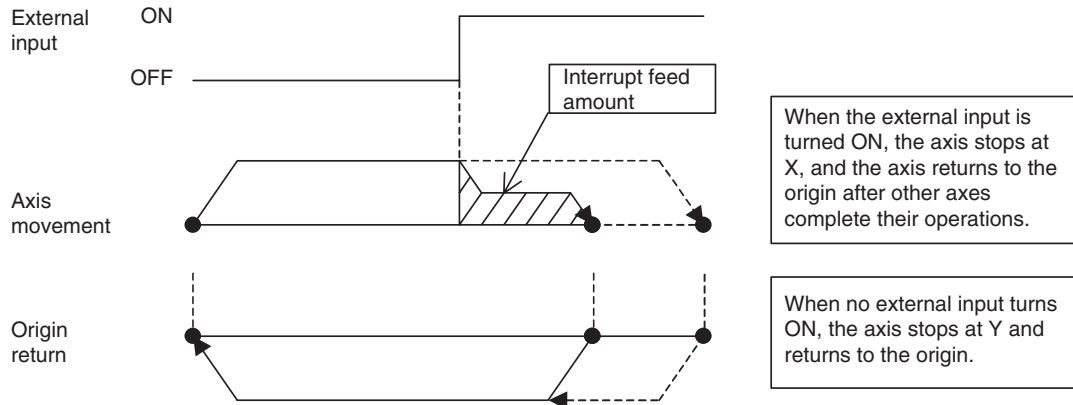 External
input
ON
OFF
Interrupt feed
amount
When the external input is
turned ON, the axis stops at
X, and the axis returns to the
origin after other axes
complete their operations.
Axis
movement
When no external input turns
ON, the axis stops at Y and
returns to the origin.
Origin
return